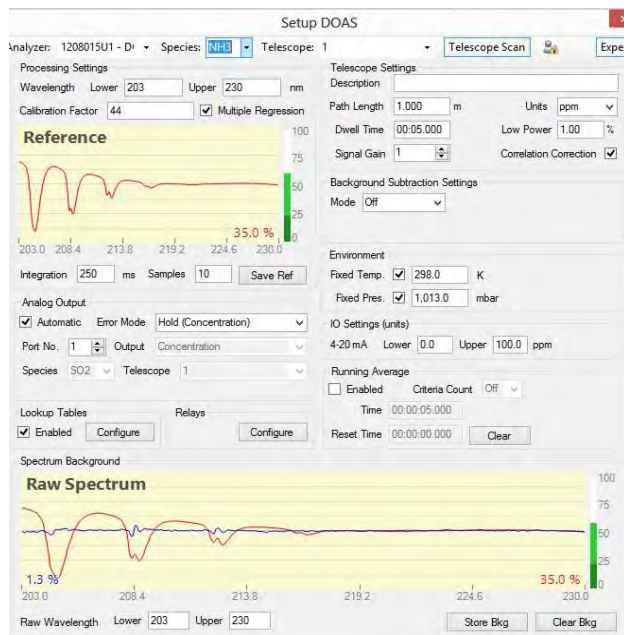 Setup DOAS
Analyzer: 1208015U1 - D Species: NH3 Telescope: 1 Telescope Scan Expe
Processing Settings
Wavelength Lower 203 Upper 230 nm
Calibration Factor 44 Multiple Regression
Reference
100
75
50
25
0
35.0 %
203.0 208.4 213.8 219.2 224.6 230.0
Integration 250 ms Samples 10 Save Ref
Analog Output
Automatic Error Mode Hold (Concentration)
Port No. 1 Output Concentration
Species SO2 Telescope 1
Lookup Tables Relays
Enabled Configure Configure
Telescope Settings
Description
Path Length 1.000 m Units ppm
Dwell Time 00:05.000 Low Power 1.00 %
Signal Gain 1 Correlation Correction
Background Subtraction Settings
Mode Off
Environment
Fixed Temp. 298.0 K
Fixed Pres. 1,013.0 mbar
IO Settings (units)
4-20 mA Lower 0.0 Upper 100.0 ppm
Running Average
Enabled Criteria Count Off
Time 00:00:05.000
Reset Time 00:00:00.000 Clear
Spectrum Background
Raw Spectrum
100
75
50
25
0
1.3 % 35.0 %
203.0 208.4 213.8 219.2 224.6 230.0
Raw Wavelength Lower 203 Upper 230 Store Bkg Clear Bkg